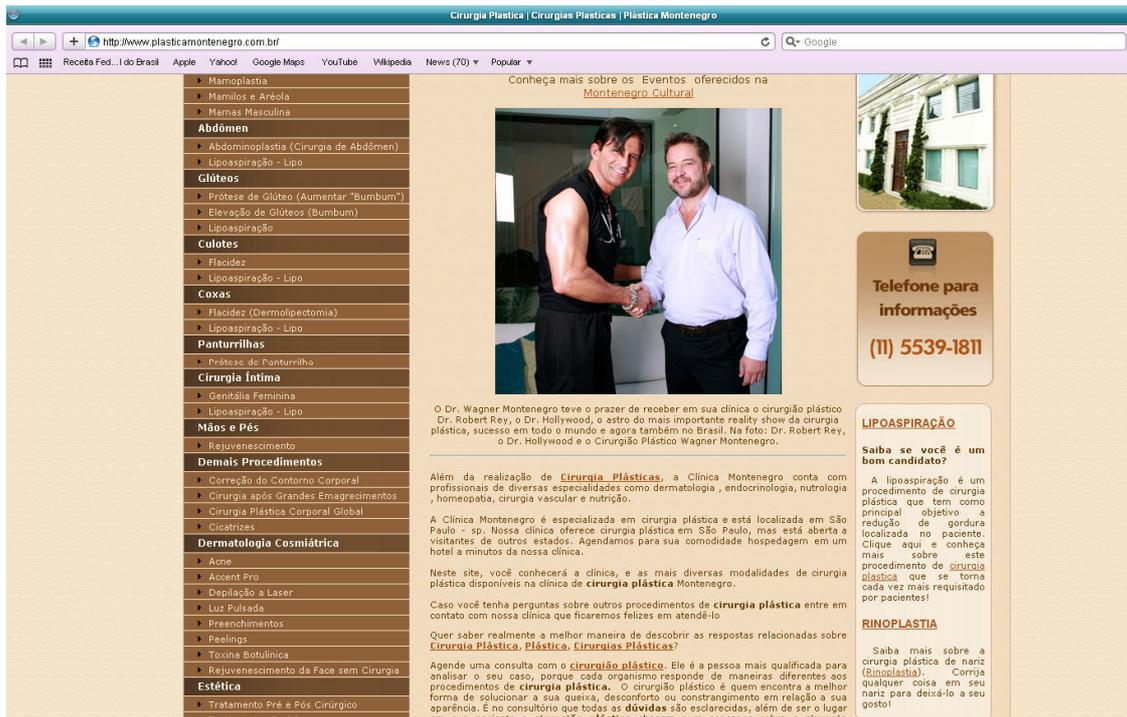 Cirurgia Plastica | Cirurgias Plasticas | Plástica Montenegro
http://www.plasticamontenegro.com.br/
Google
Receita Fed...l do Brasil Apple Yahoo! Google Maps YouTube Wikipedia News (70) Popular
Mamoplastia
Mamilos e Aréola
Mamas Masculina
Abdômen
Abdominoplastia (Cirurgia de Abdômen)
Lipoaspiração - Lipo
Glúteos
Prótese de Glúteo (Aumentar "Bumbum")
Elevação de Glúteos (Bumbum)
Lipoaspiração
Culotes
Flacidez
Lipoaspiração - Lipo
Coxas
Flacidez (Dermolipectomia)
Lipoaspiração - Lipo
Panturrilhas
Prótese de Panturrilha
Cirurgia Íntima
Genitália Feminina
Lipoaspiração - Lipo
Mãos e Pés
Rejuvenescimento
Demais Procedimentos
Correção do Contorno Corporal
Cirurgia após Grandes Emagrecimentos
Cirurgia Plástica Corporal Global
Cicatrizes
Dermatologia Cosmiátrica
Acne
Accent Pro
Depilação a Laser
Luz Pulsada
Preenchimentos
Peelings
Toxina Botulinica
Rejuvenescimento da Face sem Cirurgia
Estética
Tratamento Pré e Pós Cirúrgico
Conheça mais sobre os Eventos oferecidos na
Montenegro Cultural
O Dr. Wagner Montenegro teve o prazer de receber em sua clínica o cirurgião plástico
Dr. Robert Rey, o Dr. Hollywood, o astro do mais importante reality show da cirurgia
plástica, sucesso em todo o mundo e agora também no Brasil. Na foto: Dr. Robert Rey,
o Dr. Hollywood e o Cirurgião Plástico Wagner Montenegro.
Além da realização de Cirurgia Plásticas, a Clínica Montenegro conta com
profissionais de diversas especialidades como dermatologia , endocrinologia, nutrologia
, homeopatia, cirurgia vascular e nutrição.
A Clínica Montenegro é especializada em cirurgia plástica e está localizada em São
Paulo - sp. Nossa clínica oferece cirurgia plástica em São Paulo, mas está aberta a
visitantes de outros estados. Agendamos para sua comodidade hospedagem em um
hotel a minutos da nossa clínica.
Neste site, você conhecerá a clínica, e as mais diversas modalidades de cirurgia
plástica disponíveis na clínica de cirurgia plástica Montenegro.
Caso você tenha perguntas sobre outros procedimentos de cirurgia plástica entre em
contato com nossa clínica que ficaremos felizes em atendê-lo
Quer saber realmente a melhor maneira de descobrir as respostas relacionadas sobre
Cirurgia Plástica, Plástica, Cirurgias Plásticas?
Agende uma consulta com o cirurgião plástico. Ele é a pessoa mais qualificada para
analisar o seu caso, porque cada organismo responde de maneiras diferentes aos
procedimentos de cirurgia plástica. O cirurgião plástico é quem encontra a melhor
forma de solucionar a sua queixa, desconforto ou constrangimento em relação a sua
aparência. É no consultório que todas as dúvidas são esclarecidas, além de ser o lugar
Telefone para
informações
(11) 5539-1811
LIPOASPIRAÇÃO
Saiba se você é um
bom candidato?
A lipoaspiração é um
procedimento de cirurgia
plástica que tem como
principal objetivo a
redução de gordura
localizada no paciente.
Clique aqui e conheça
mais sobre este
procedimento de cirurgia
plastica que se torna
cada vez mais requisitado
por pacientes!
RINOPLASTIA
Saiba mais sobre a
cirurgia plástica de nariz
(Rinoplastia). Corrija
qualquer coisa em seu
nariz para deixá-lo a seu
gosto!